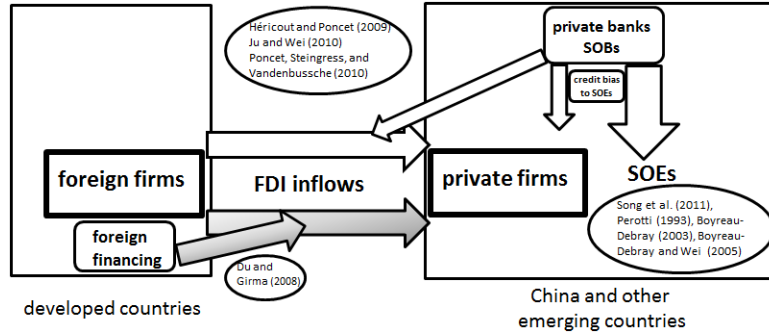 Héricout and Poncet (2009)
Ju and Wei (2010)
Poncet, Steingress, and
Vandenbussche (2010)
private banks
SOBs
credit bias
to SOEs
foreign firms
FDI inflows
private firms
SOEs
Song et al. (2011),
Perotti (1993), Boyreau-
Debray (2003), Boyreau-
Debray and Wei (2005)
foreign
financing
Du and
Girma (2008)
developed countries
China and other
emerging countries